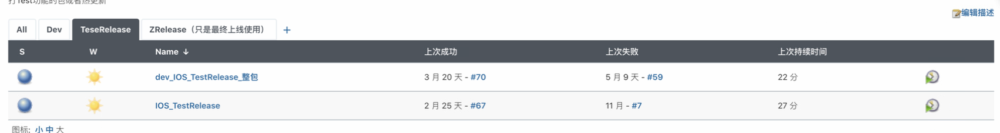 打Test功能的包或者热更新
编辑描述
All Dev TeseRelease ZRelease（只是最终上线使用） +
S W Name ↓ 上次成功 上次失败 上次持续时间
dev_IOS_TestRelease_整包 3 月 20 天 - #70 5 月 9 天 - #59 22 分
IOS_TestRelease 2 月 25 天 - #67 11 月 - #7 27 分
图标: 小 中 大